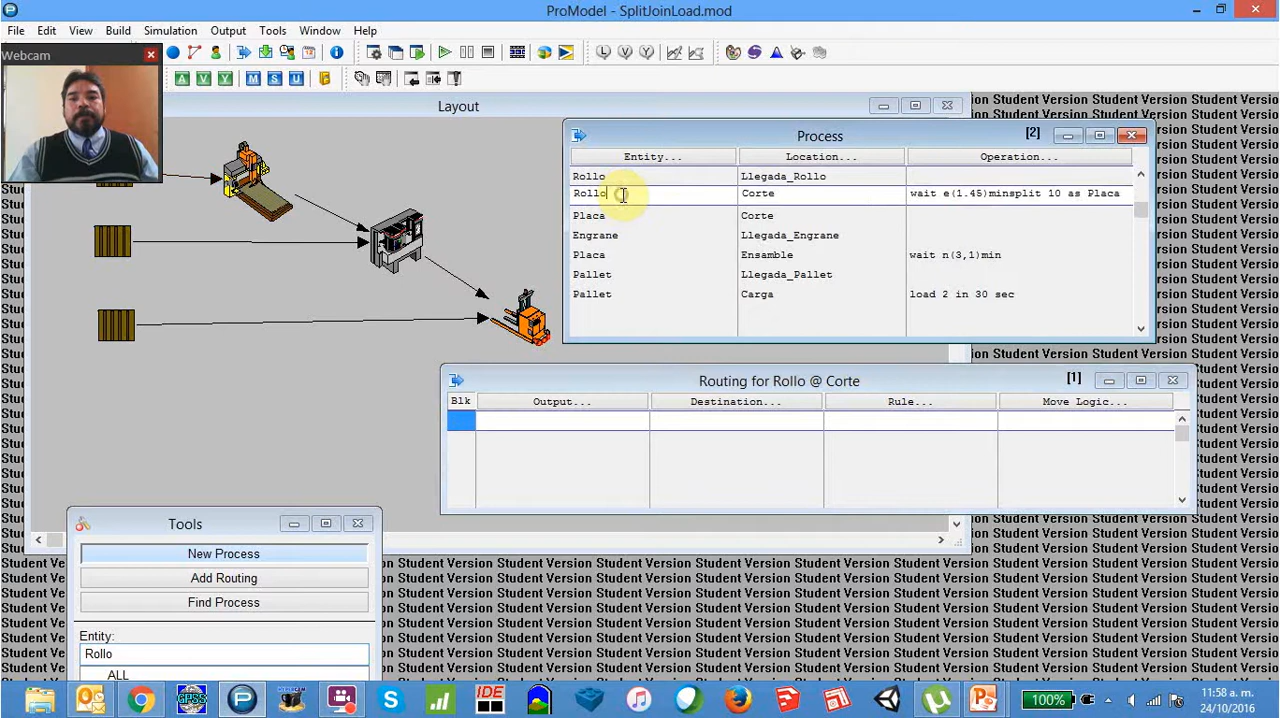 ProModel - SplitJoinLoad.mod
File Edit View Build Simulation Output Tools Window Help
Webcam
Layout
Process
[2]
Entity... Location... Operation...
Rollo Llegada_Rollo
Rollo Corte wait e(1.45)minsplit 10 as Placa
Placa Corte
Engrane Llegada_Engrane
Placa Ensamble wait n(3,1)min
Pallet Llegada_Pallet
Pallet Carga load 2 in 30 sec
Routing for Rollo @ Corte
[1]
Blk Output... Destination... Rule... Move Logic...
Tools
New Process
Add Routing
Find Process
Entity:
Rollo
ALL
Student Version Student Version Student Version Student Version
100%
11:58 a. m.
24/10/2016